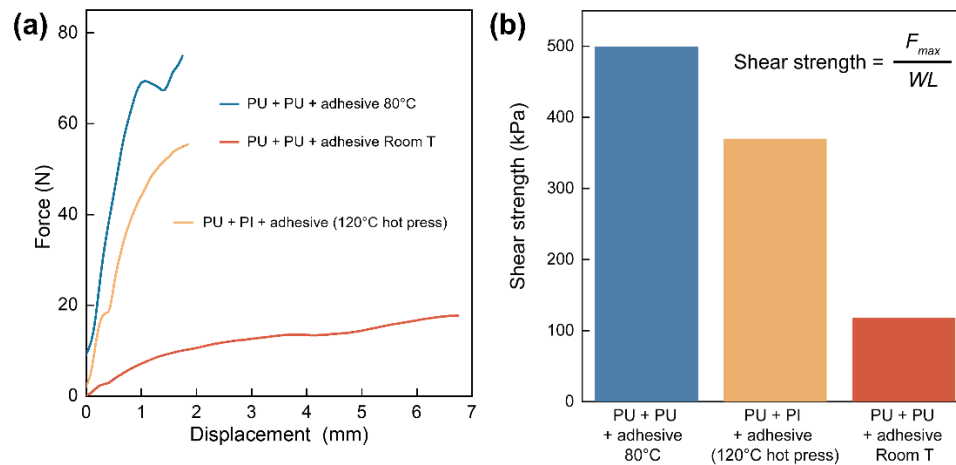 (a)
80
60
40
20
0
Force (N)
PU + PU + adhesive 80°C
PU + PU + adhesive Room T
PU + PI + adhesive (120°C hot press)
0 1 2 3 4 5 6 7
Displacement (mm)
(b)
500
400
300
200
100
0
Shear strength (kPa)
Shear strength = F_max / WL
PU + PU
+ adhesive
80°C
PU + PI
+ adhesive
(120°C hot press)
PU + PU
+ adhesive
Room T